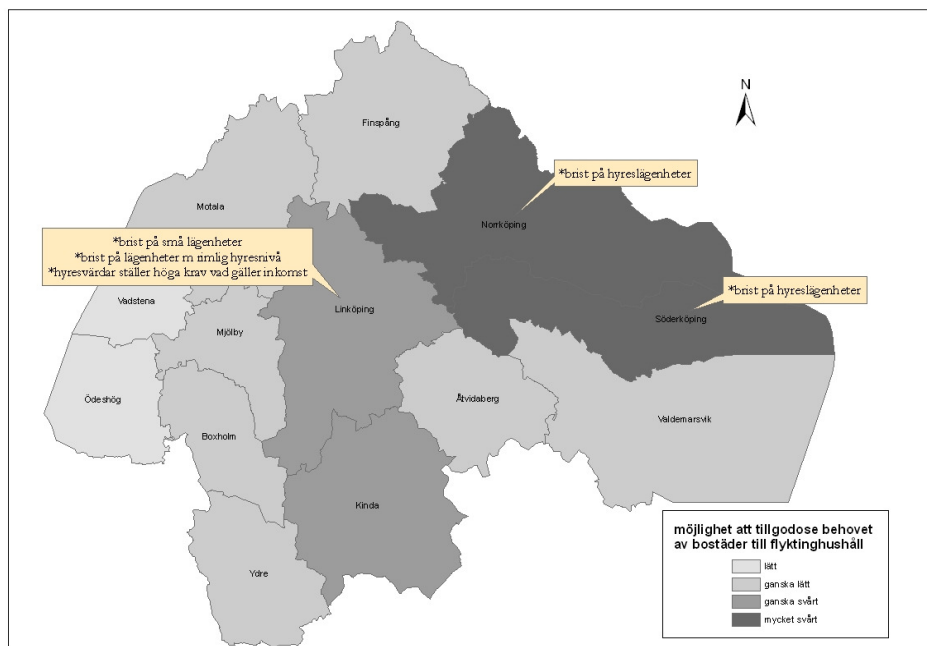 N
Finspång
*brist på hyreslägenheter
Motala
Norrköping
*brist på små lägenheter
*brist på lägenheter m rimlig hyresnivå
*hyresvärdar ställer höga krav vad gäller inkomst
*brist på hyreslägenheter
Vadstena
Linköping
Söderköping
Mjölby
Ödeshög
Åtvidaberg
Valdemarsvik
Boxholm
Kinda
Ydre
möjlighet att tillgodose behovet
av bostäder till flyktinghushåll
lätt
ganska lätt
ganska svårt
mycket svårt